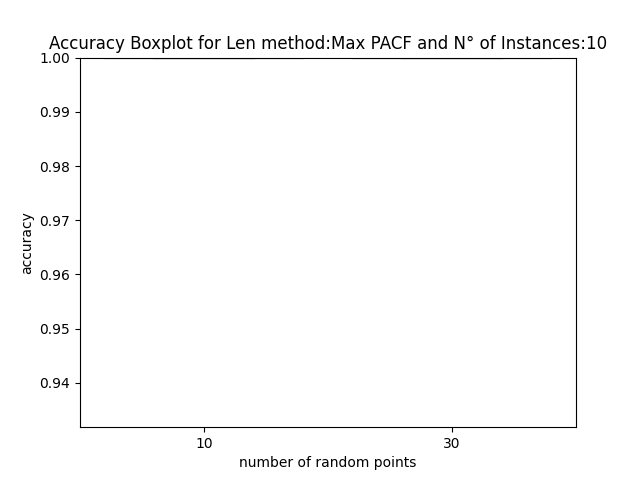 Accuracy Boxplot for Len method:Max PACF and N° of Instances:10
1.00
0.99
0.98
0.97
0.96
0.95
0.94
accuracy
10 30
number of random points